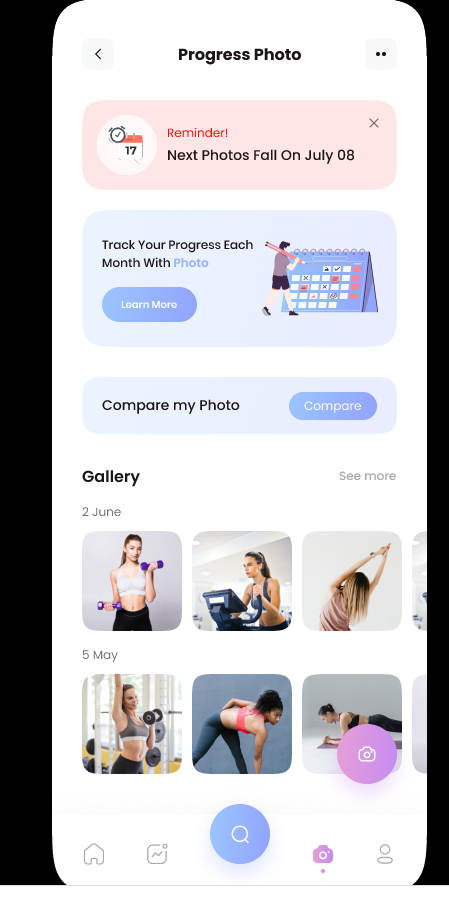 Progress Photo
Reminder!
17
Next Photos Fall On July 08
Track Your Progress Each
Month With Photo
Learn More
Compare my Photo
Compare
Gallery
See more
2 June
5 May